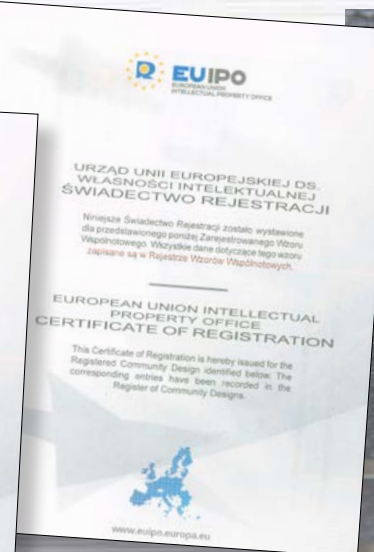 EUIPO
EUROPEAN UNION
INTELLECTUAL PROPERTY OFFICE
URZĄD UNII EUROPEJSKIEJ DS.
WŁASNOŚCI INTELEKTUALNEJ
ŚWIADECTWO REJESTRACJI
Niniejsze Świadectwo Rejestracji zostało wystawione
dla przedstawionego poniżej Zarejestrowanego Wzoru
Wspólnotowego. Wszystkie dane dotyczące tego wzoru
zapisane są w Rejestrze Wzorów Wspólnotowych.
EUROPEAN UNION INTELLECTUAL
PROPERTY OFFICE
CERTIFICATE OF REGISTRATION
This Certificate of Registration is hereby issued for the
Registered Community Design identified below. The
corresponding entries have been recorded in the
Register of Community Designs.
www.euipo.europa.eu